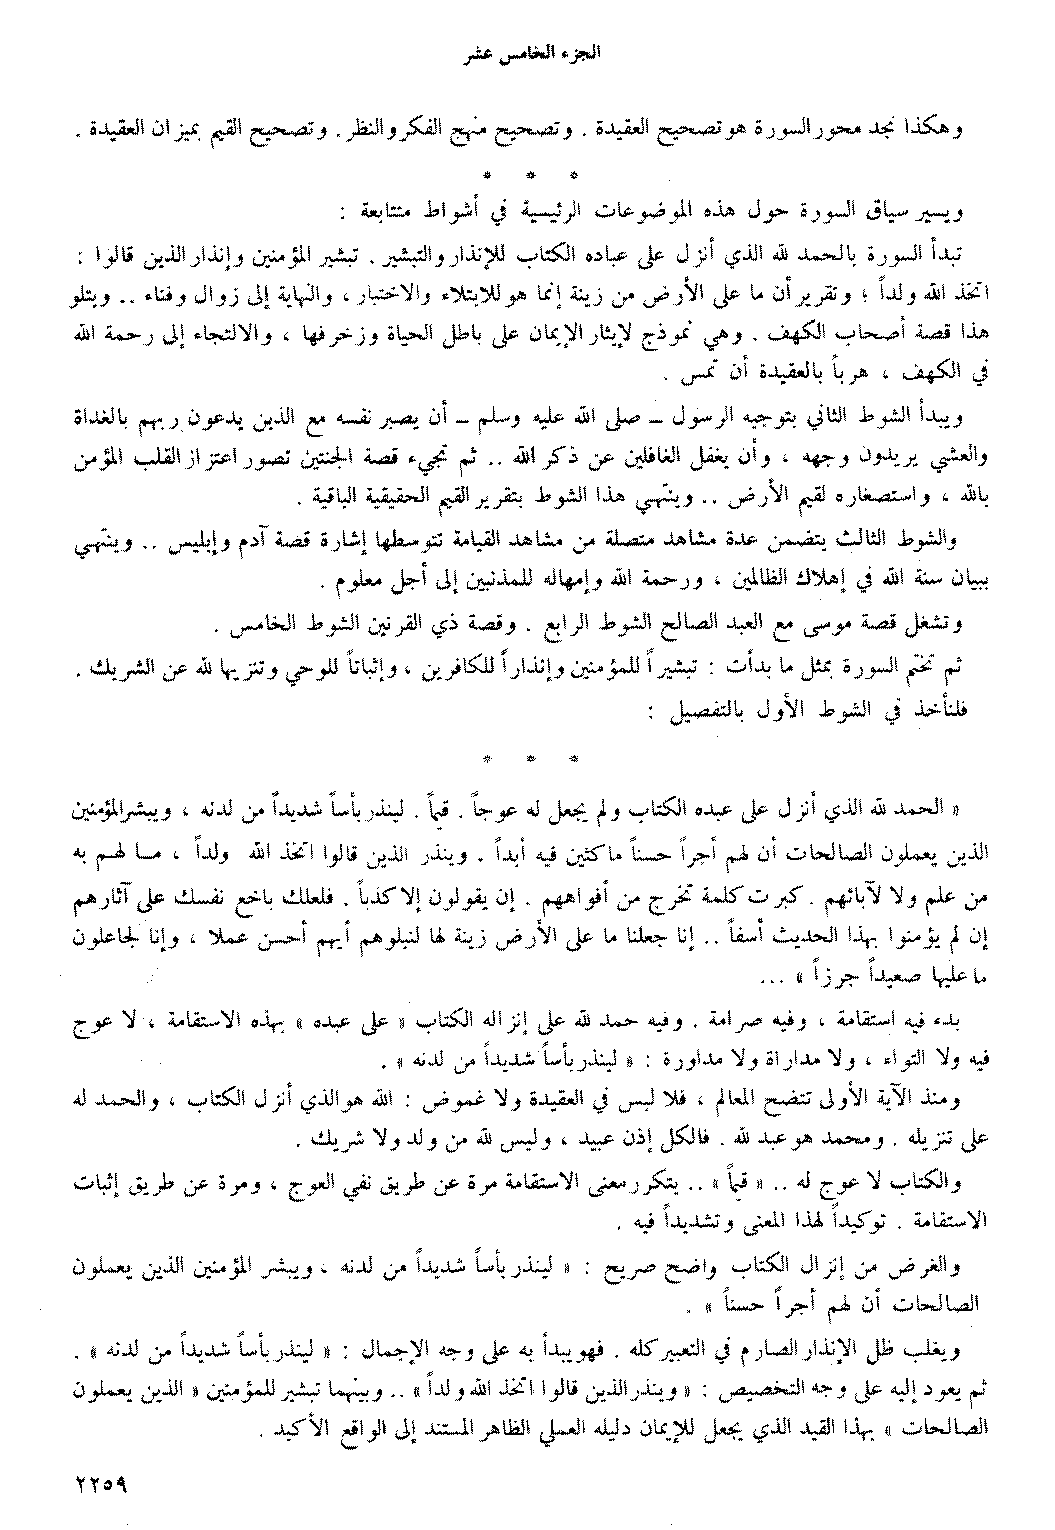 الجزء الخامس عشر
وهكذا نجد محور السورة هو تصحيح العقيدة . وتصحيح منهج الفكر والنظر . وتصحيح القيم بميزان العقيدة .
* * *
ويسير سياق السورة حول هذه الموضوعات الرئيسية في أشواط متتابعة :
تبدأ السورة بالحمد لله الذي أنزل على عباده الكتاب للإنذار والتبشير . تبشير المؤمنين وإنذار الذين قالوا :
اتخذ الله ولداً ؛ وتقرير أن ما على الأرض من زينة إنما هو للابتلاء والاختبار ، والنهاية إلى زوال وفناء .. ويتلو
هذا قصة أصحاب الكهف . وهي نموذج لإيثار الإيمان على باطل الحياة وزخرفها ، والالتجاء إلى رحمة الله
في الكهف ، هرباً بالعقيدة أن تمس .
ويبدأ الشوط الثاني بتوجيه الرسول – صلى الله عليه وسلم – أن يصبر نفسه مع الذين يدعون ربهم بالغداة
والعشي يريدون وجهه ، وأن يغفل الغافلين عن ذكر الله .. ثم تجيء قصة الجنتين تصور اعتزاز القلب المؤمن
بالله ، واستصغاره لقيم الأرض .. وينتهي هذا الشوط بتقرير القيم الحقيقية الباقية .
والشوط الثالث يتضمن عدة مشاهد متصلة من مشاهد القيامة تتوسطها إشارة قصة آدم وإبليس .. وينتهي
ببيان سنة الله في إهلاك الظالمين ، ورحمة الله وإمهاله للمذنبين إلى أجل معلوم .
وتشغل قصة موسى مع العبد الصالح الشوط الرابع . وقصة ذي القرنين الشوط الخامس .
ثم تختم السورة بمثل ما بدأت : تبشيراً للمؤمنين وإنذاراً للكافرين ، وإثباتاً للوحي وتنزيها لله عن الشريك .
فلنأخذ في الشوط الأول بالتفصيل :
* * *
« الحمد لله الذي أنزل على عبده الكتاب ولم يجعل له عوجاً . قيماً . لينذر بأساً شديداً من لدنه ، ويبشر المؤمنين
الذين يعملون الصالحات أن لهم أجراً حسناً ماكثين فيه أبداً . وينذر الذين قالوا اتخذ الله ولداً ، ما لهم به
من علم ولا لآبائهم . كبرت كلمة تخرج من أفواههم . إن يقولون إلا كذباً . فلعلك باخع نفسك على آثارهم
إن لم يؤمنوا بهذا الحديث أسفاً .. إنا جعلنا ما على الأرض زينة لها لنبلوهم أيهم أحسن عملا ، وإنا لجاعلون
ما عليها صعيداً جرزاً » ...
بدء فيه استقامة ، وفيه صرامة . وفيه حمد لله على إنزاله الكتاب « على عبده » بهذه الاستقامة ، لا عوج
فيه ولا التواء ، ولا مداراة ولا مداورة : « لينذر بأساً شديداً من لدنه » .
ومنذ الآية الأولى تتضح المعالم ، فلا لبس في العقيدة ولا غموض : الله هو الذي أنزل الكتاب ، والحمد له
على تنزيله . ومحمد هو عبد لله . فالكل إذن عبيد ، وليس لله من ولد ولا شريك .
والكتاب لا عوج له .. « قيماً » .. يتكرر معنى الاستقامة مرة عن طريق نفي العوج ، ومرة عن طريق إثبات
الاستقامة . توكيداً لهذا المعنى وتشديداً فيه .
والغرض من إنزال الكتاب واضح صريح : « لينذر بأساً شديداً من لدنه ، ويبشر المؤمنين الذين يعملون
الصالحات أن لهم أجراً حسناً » .
ويغلب ظل الإنذار الصارم في التعبير كله . فهو يبدأ به على وجه الإجمال : « لينذر بأساً شديداً من لدنه » .
ثم يعود إليه على وجه التخصيص : « وينذر الذين قالوا اتخذ الله ولداً » .. وبينهما تبشير للمؤمنين « الذين يعملون
الصالحات » بهذا القيد الذي يجعل للإيمان دليله العملي الظاهر المستند إلى الواقع الأكيد .
٢٢٥٩